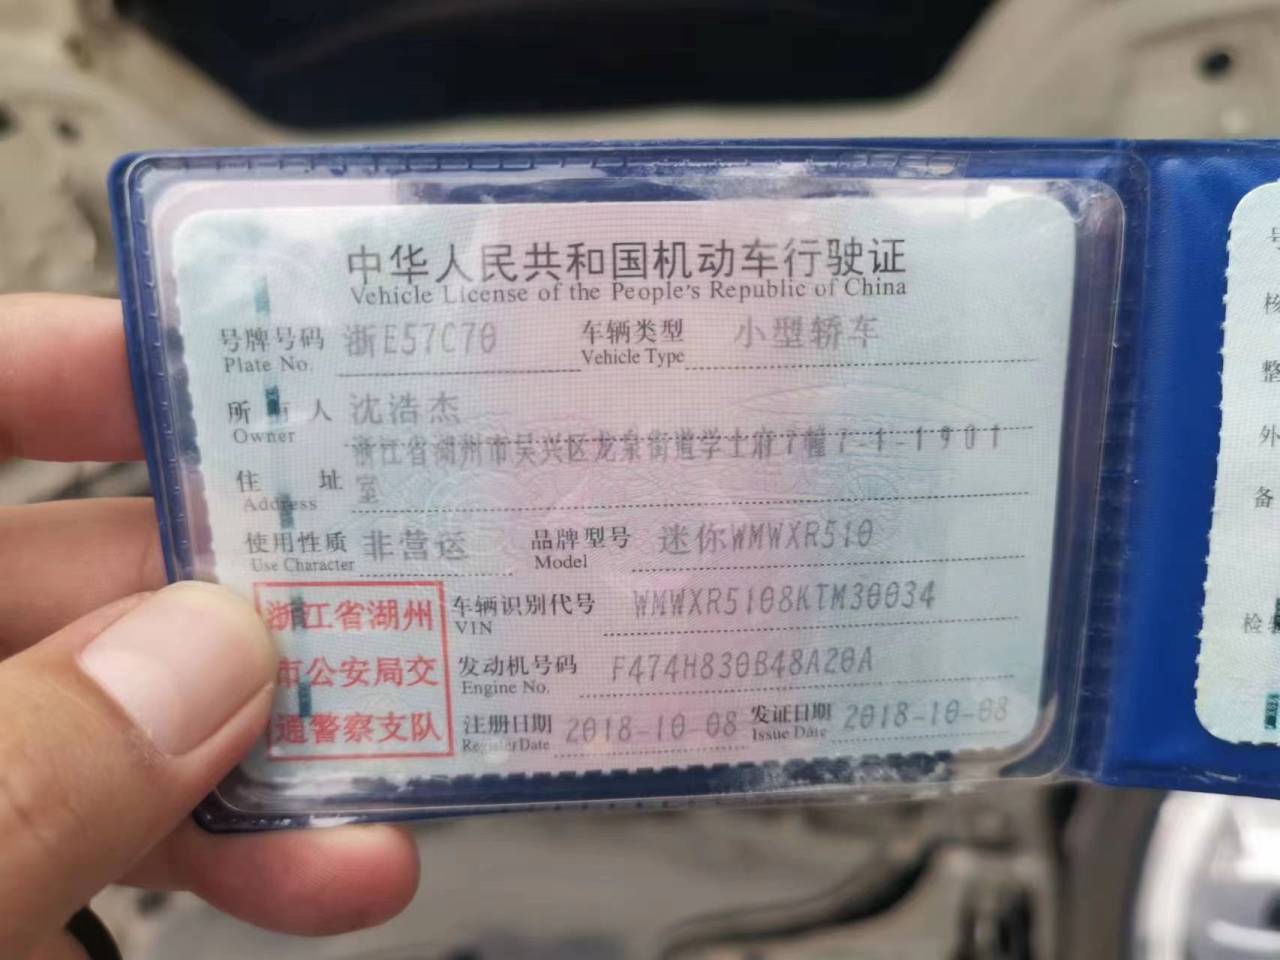 中华人民共和国机动车行驶证
Vehicle License of the People's Republic of China
号牌号码 浙E57C70 车辆类型 小型轿车
Plate No. Vehicle Type
所有人 沈浩杰
Owner
浙江省湖州市吴兴区龙泉街道学士府7幢7-1-1901
住址 室
Address
使用性质 非营运 品牌型号 迷你WMWXR510
Use Character Model
浙江省湖州 车辆识别代号 WMWXR5108KTM30034
VIN
市公安局交 发动机号码 F474H830B48A20A
Engine No.
通警察支队 注册日期 2018-10-08 发证日期 2018-10-08
Register Date Issue Date
号
核
整
外
备
检验